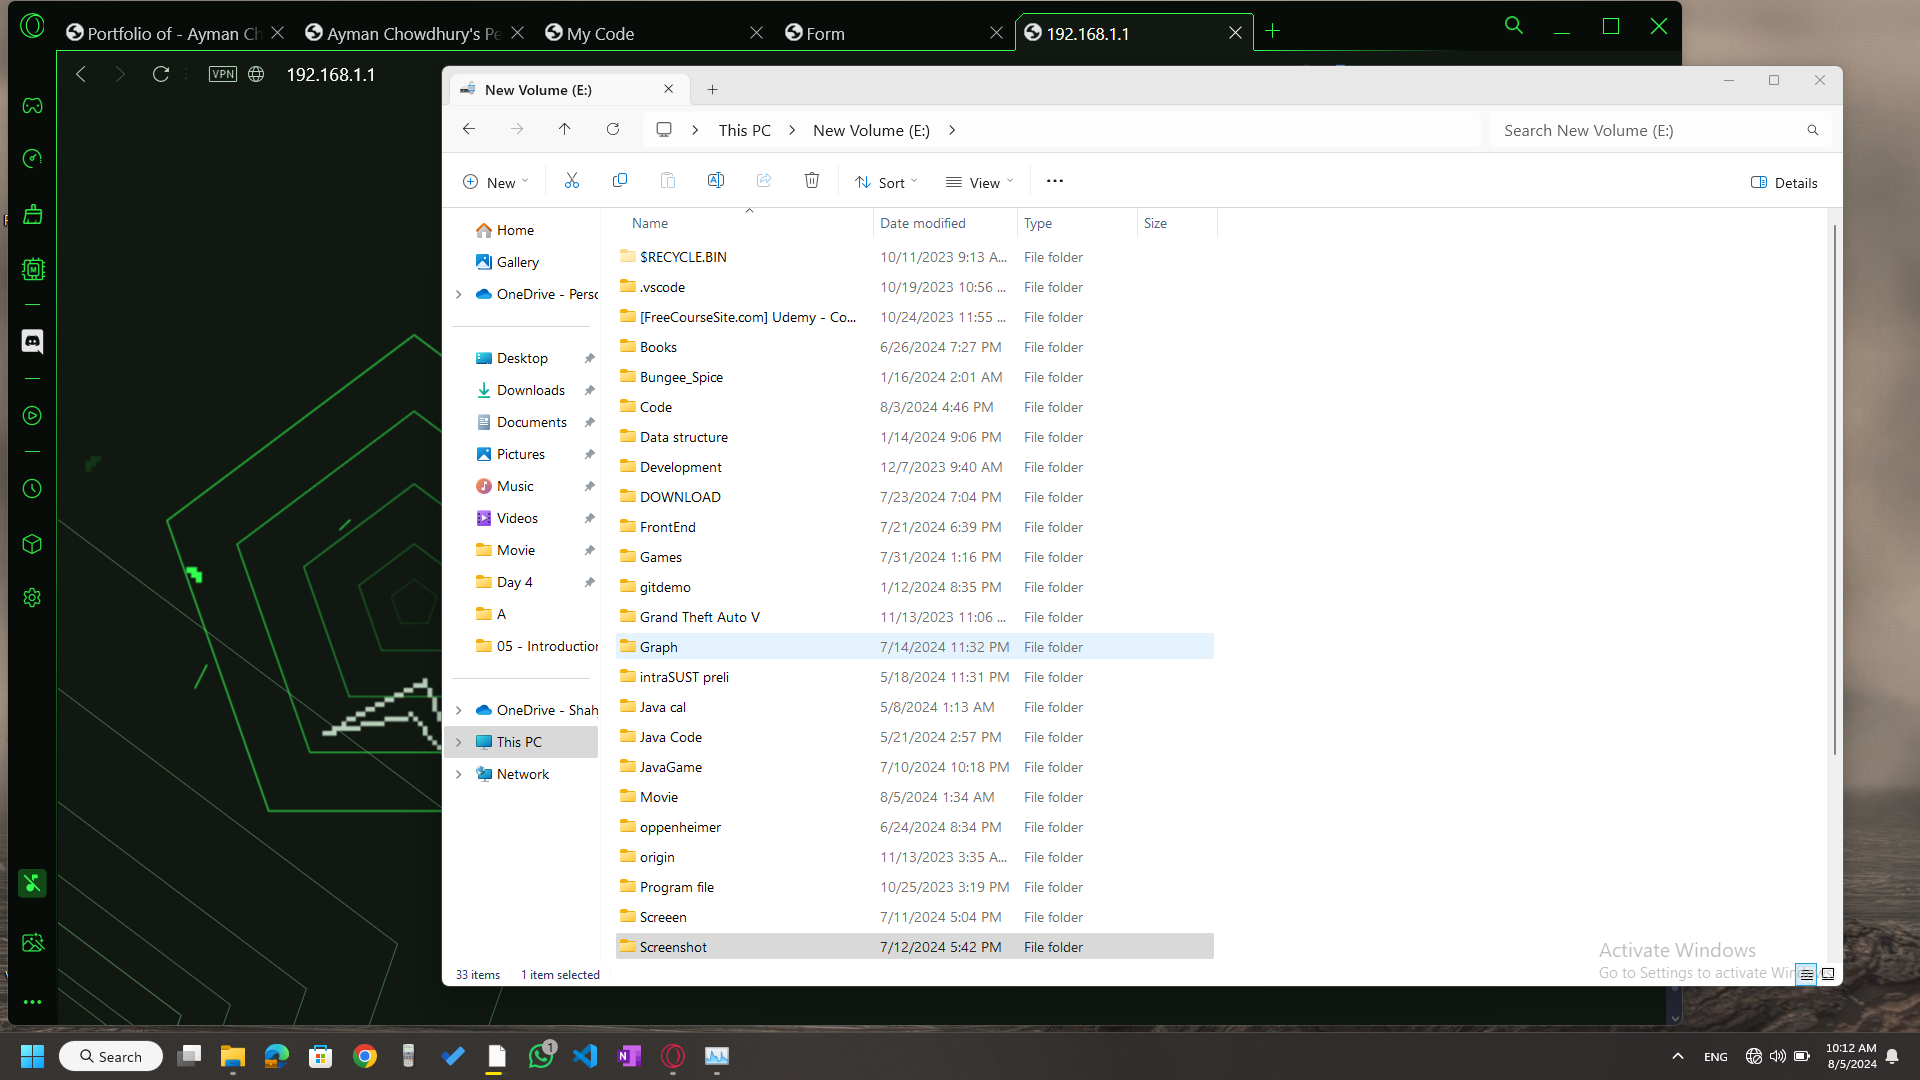 Portfolio of - Ayman Ch
Ayman Chowdhury's Pe
My Code
Form
192.168.1.1
VPN
192.168.1.1
New Volume (E:)
This PC
New Volume (E:)
Search New Volume (E:)
New
Sort
View
Details
Name
Date modified
Type
Size
Home
Gallery
OneDrive - Perso
Desktop
Downloads
Documents
Pictures
Music
Videos
Movie
Day 4
A
05 - Introduction
OneDrive - Shah
This PC
Network
$RECYCLE.BIN 10/11/2023 9:13 A... File folder
.vscode 10/19/2023 10:56 ... File folder
[FreeCourseSite.com] Udemy - Co... 10/24/2023 11:55 ... File folder
Books 6/26/2024 7:27 PM File folder
Bungee_Spice 1/16/2024 2:01 AM File folder
Code 8/3/2024 4:46 PM File folder
Data structure 1/14/2024 9:06 PM File folder
Development 12/7/2023 9:40 AM File folder
DOWNLOAD 7/23/2024 7:04 PM File folder
FrontEnd 7/21/2024 6:39 PM File folder
Games 7/31/2024 1:16 PM File folder
gitdemo 1/12/2024 8:35 PM File folder
Grand Theft Auto V 11/13/2023 11:06 ... File folder
Graph 7/14/2024 11:32 PM File folder
intraSUST preli 5/18/2024 11:31 PM File folder
Java cal 5/8/2024 1:13 AM File folder
Java Code 5/21/2024 2:57 PM File folder
JavaGame 7/10/2024 10:18 PM File folder
Movie 8/5/2024 1:34 AM File folder
oppenheimer 6/24/2024 8:34 PM File folder
origin 11/13/2023 3:35 A... File folder
Program file 10/25/2023 3:19 PM File folder
Screeen 7/11/2024 5:04 PM File folder
Screenshot 7/12/2024 5:42 PM File folder
33 items
1 item selected
Activate Windows
Go to Settings to activate Windows.
Search
1
ENG
10:12 AM
8/5/2024